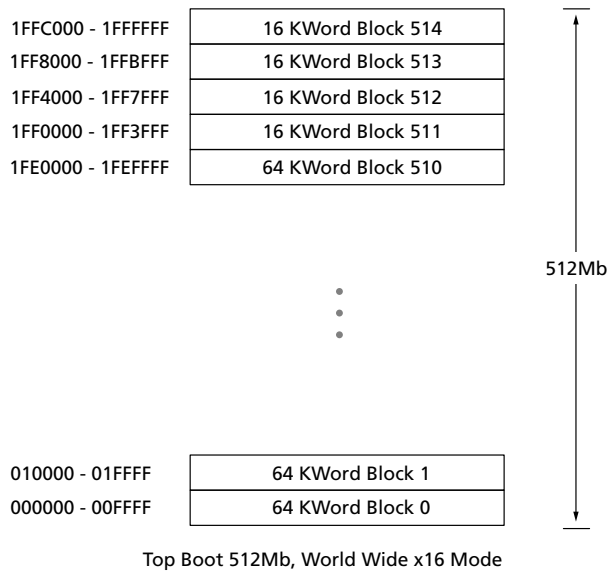 1FFC000 - 1FFFFFF 16 KWord Block 514
1FF8000 - 1FFBFFF 16 KWord Block 513
1FF4000 - 1FF7FFF 16 KWord Block 512
1FF0000 - 1FF3FFF 16 KWord Block 511
1FE0000 - 1FEFFFF 64 KWord Block 510
512Mb
010000 - 01FFFF 64 KWord Block 1
000000 - 00FFFF 64 KWord Block 0
Top Boot 512Mb, World Wide x16 Mode